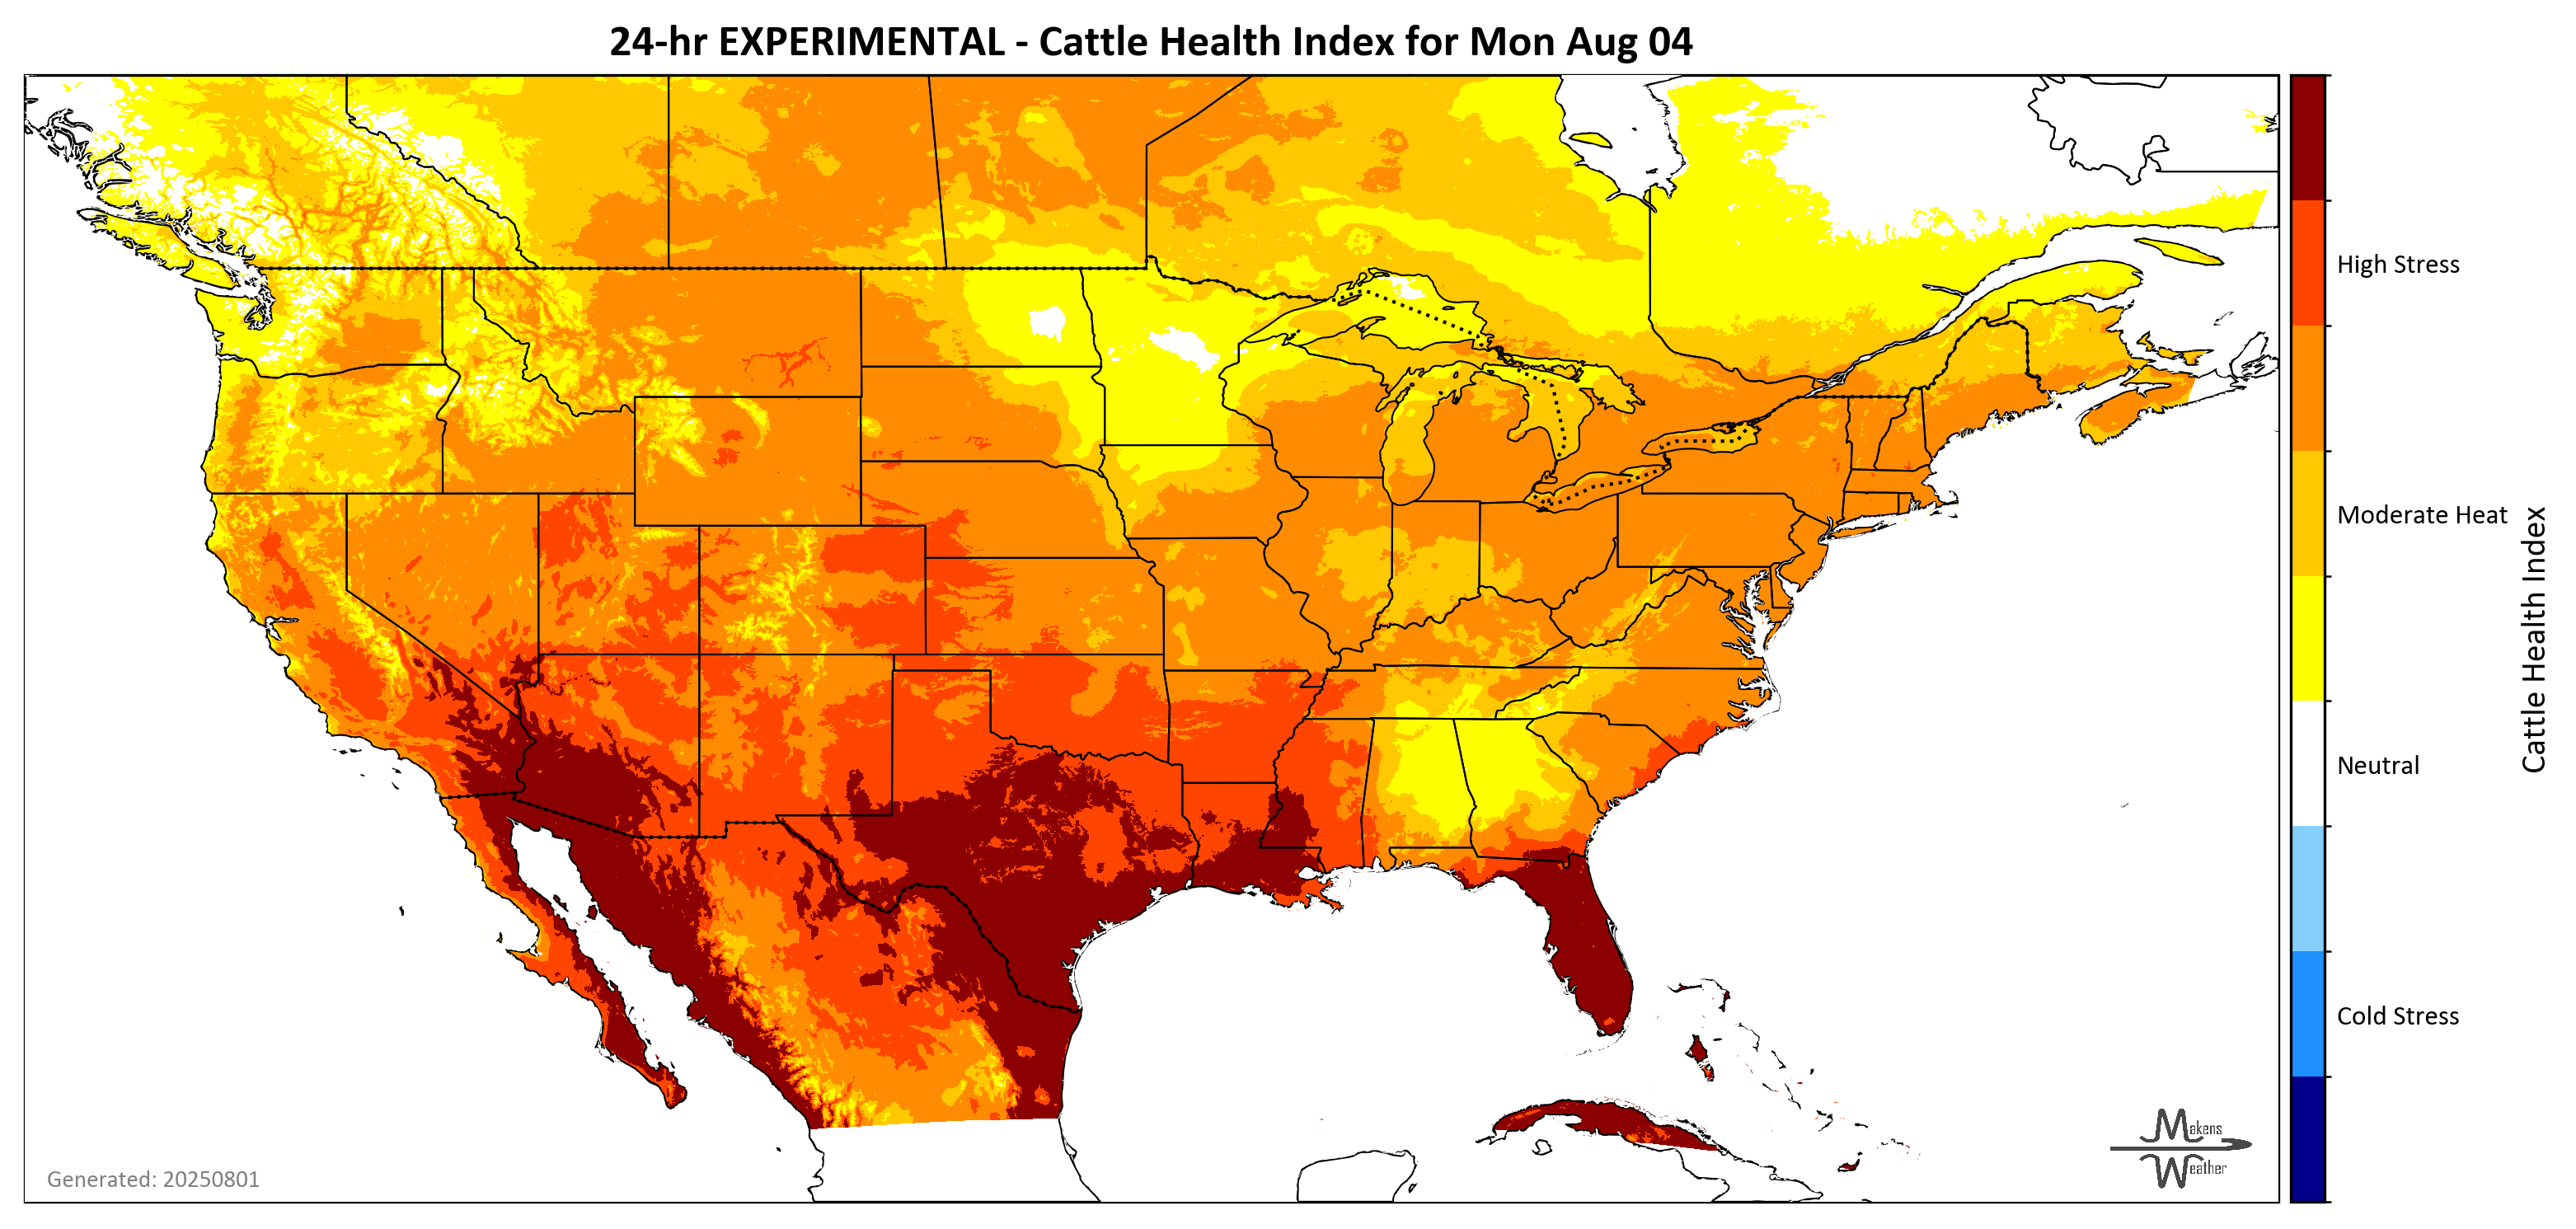 24-hr EXPERIMENTAL - Cattle Health Index for Mon Aug 04
High Stress
Moderate Heat
Neutral
Cold Stress
Cattle Health Index
Makens
Weather
Generated: 20250801